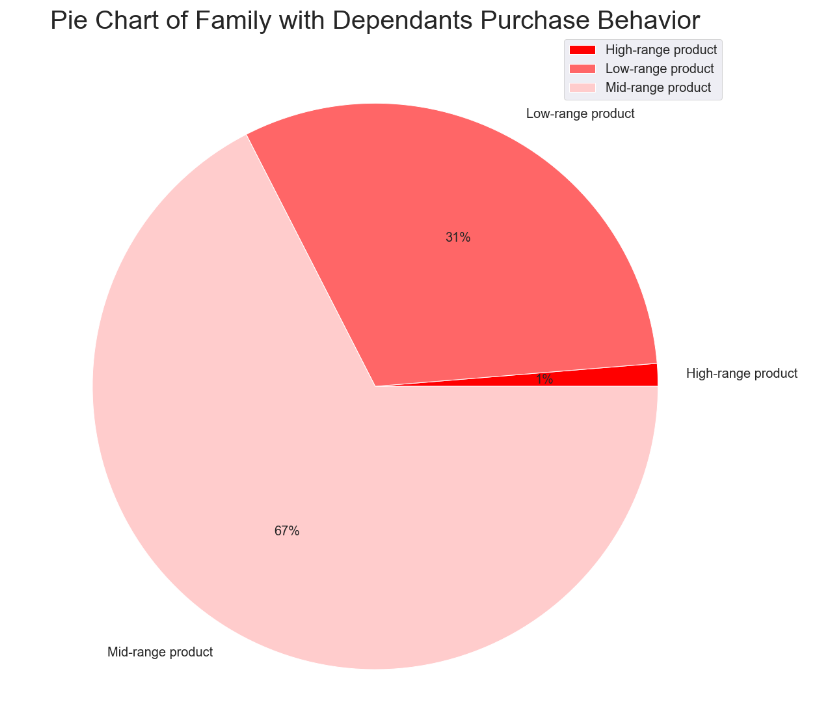 Pie Chart of Family with Dependants Purchase Behavior
High-range product
Low-range product
Mid-range product
Low-range product
31%
High-range product
1%
67%
Mid-range product